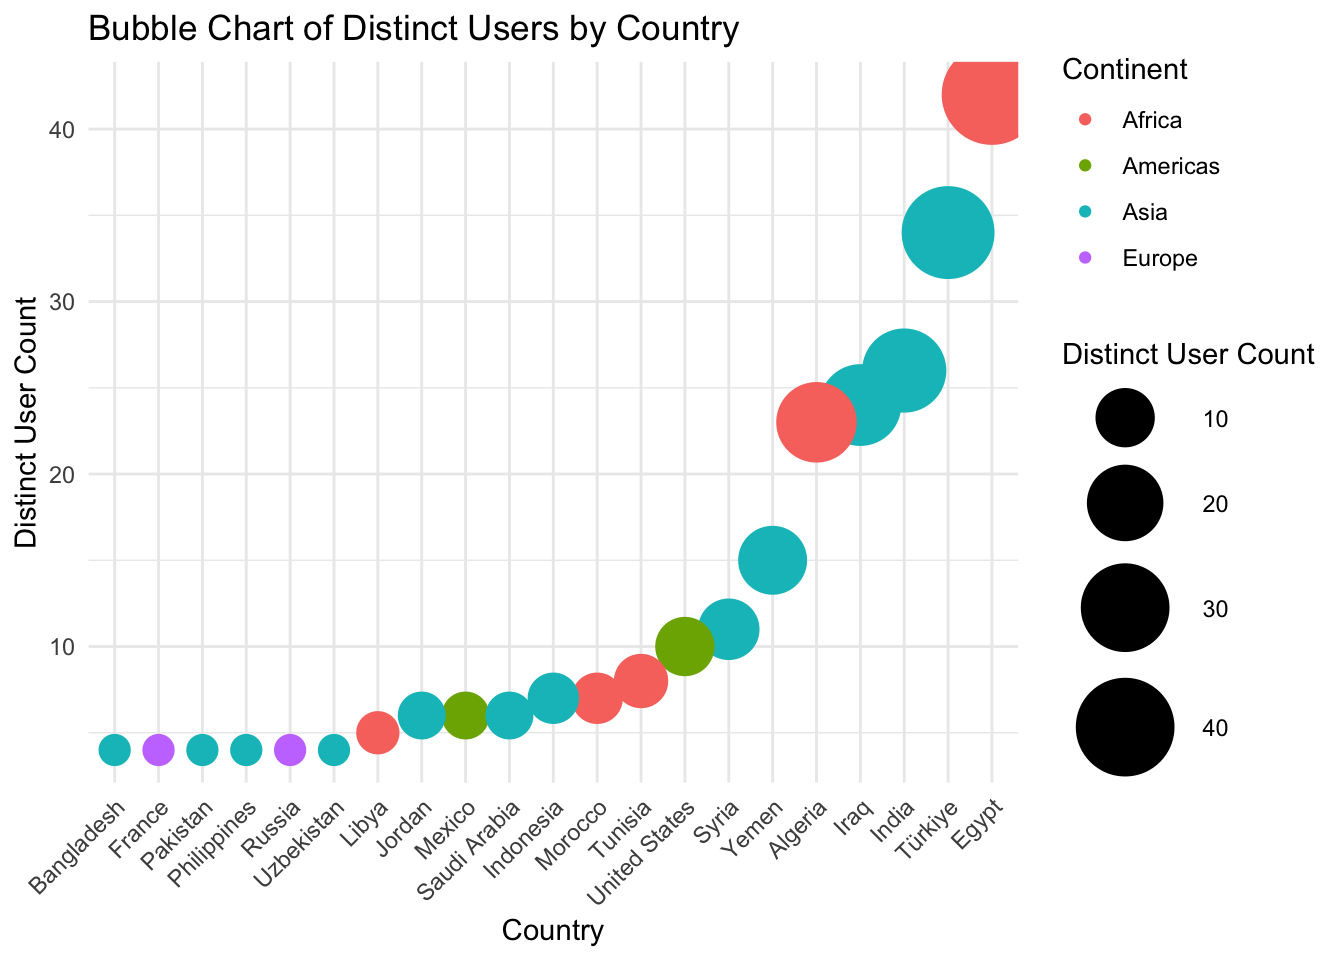 Bubble Chart of Distinct Users by Country
Distinct User Count
40
30
20
10
Bangladesh
France
Pakistan
Philippines
Russia
Uzbekistan
Libya
Jordan
Mexico
Saudi Arabia
Indonesia
Morocco
Tunisia
United States
Syria
Yemen
Algeria
Iraq
India
Türkiye
Egypt
Country
Continent
Africa
Americas
Asia
Europe
Distinct User Count
10
20
30
40